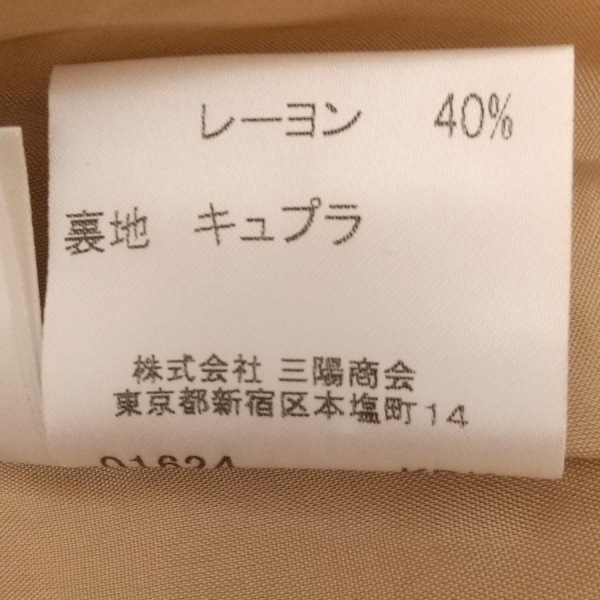 レーヨン 40%
裏地 キュプラ
株式会社 三陽商会
東京都新宿区本塩町14